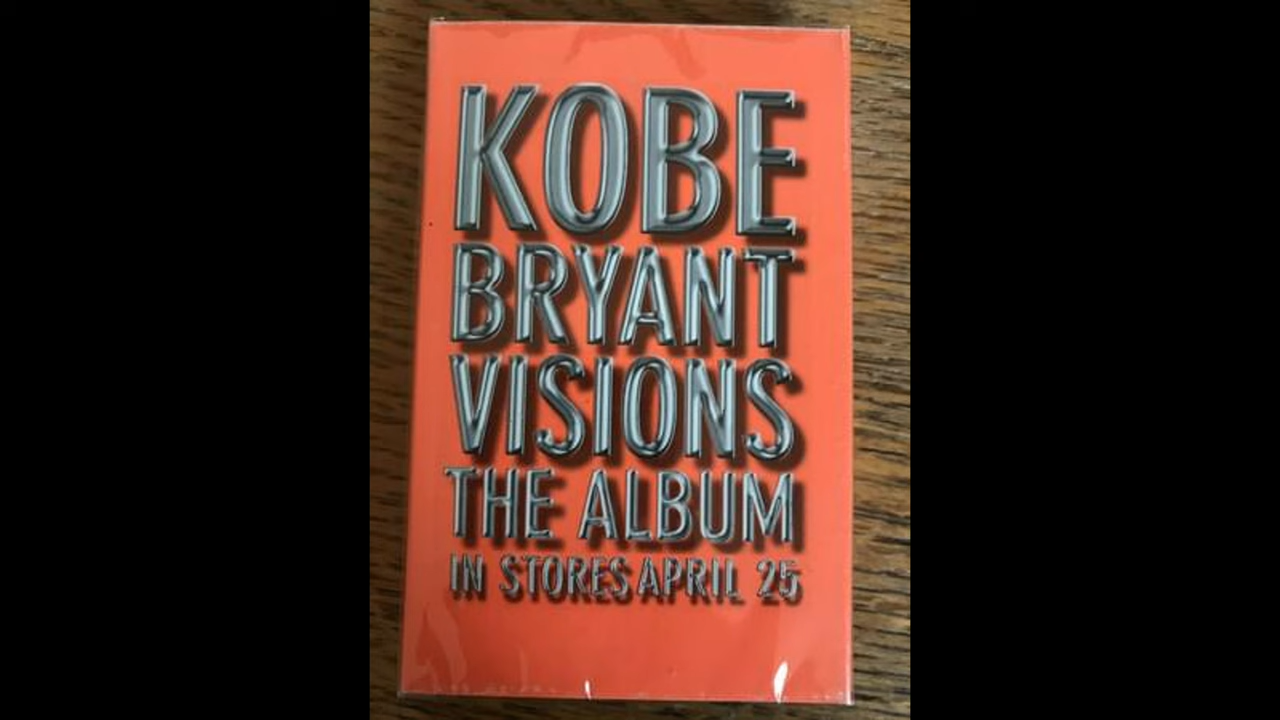 KOBE
BRYANT
VISIONS
THE ALBUM
IN STORES APRIL 25